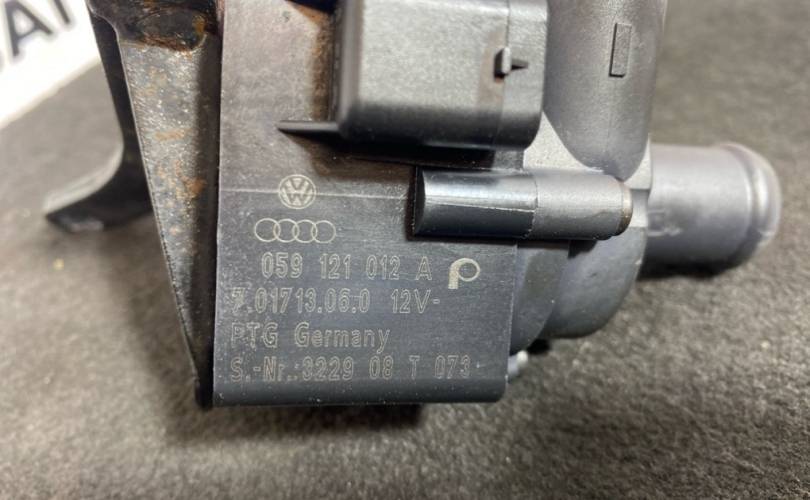 059 121 012 A
7.01713.06.0 12V-
PTG Germany
S.-Nr.:3229 08 T 073